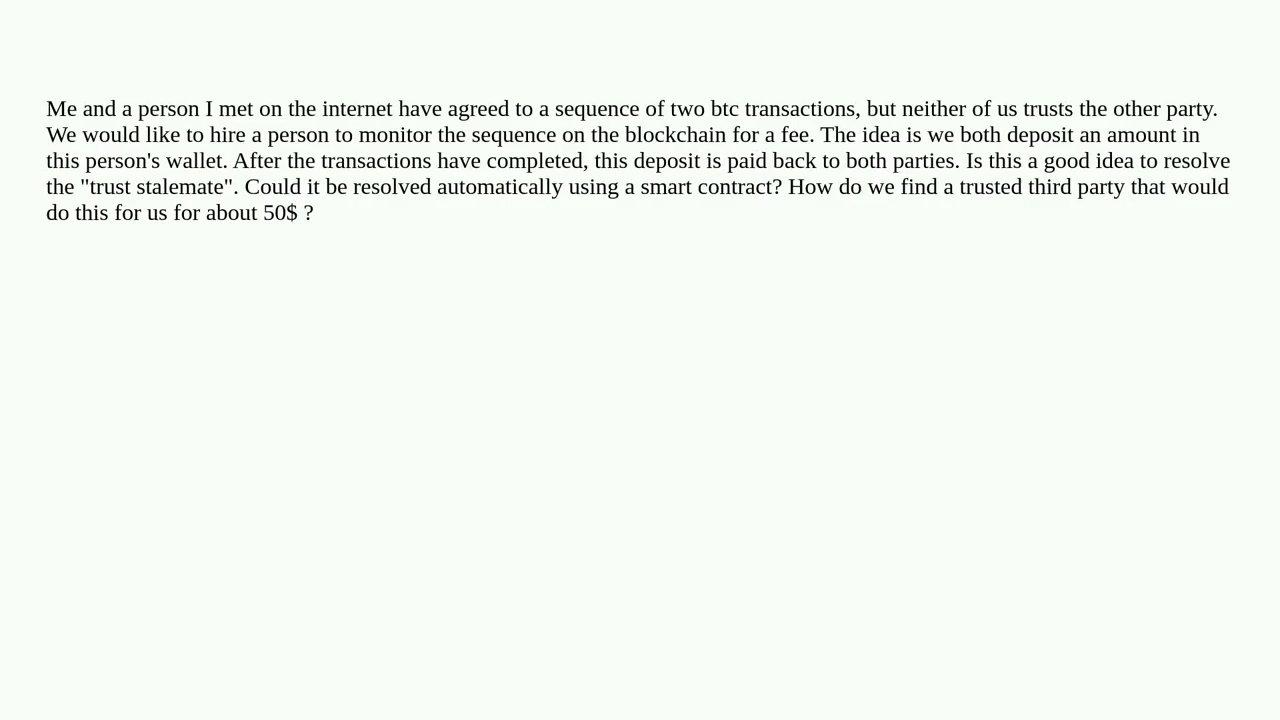 Me and a person I met on the internet have agreed to a sequence of two btc transactions, but neither of us trusts the other party.
We would like to hire a person to monitor the sequence on the blockchain for a fee. The idea is we both deposit an amount in
this person's wallet. After the transactions have completed, this deposit is paid back to both parties. Is this a good idea to resolve
the "trust stalemate". Could it be resolved automatically using a smart contract? How do we find a trusted third party that would
do this for us for about 50$ ?